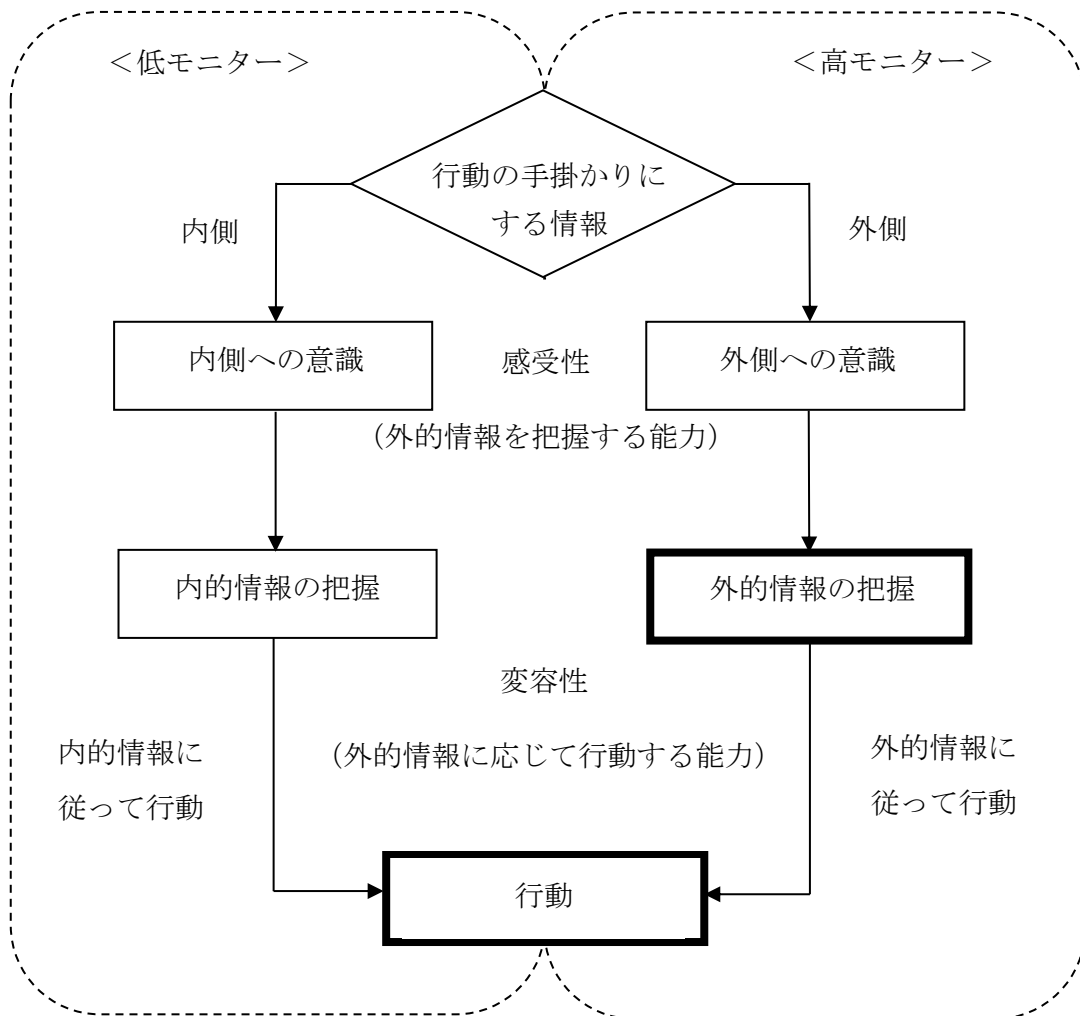 ＜低モニター＞
＜高モニター＞
行動の手掛かりに
する情報
内側
外側
内側への意識
感受性
外側への意識
（外的情報を把握する能力）
内的情報の把握
外的情報の把握
変容性
（外的情報に応じて行動する能力）
内的情報に
従って行動
外的情報に
従って行動
行動